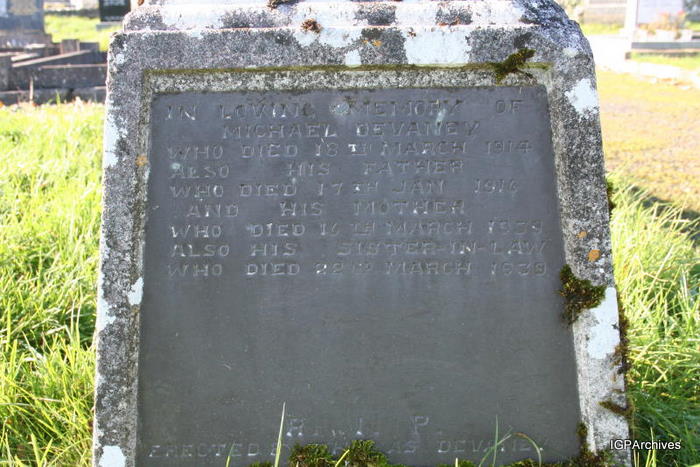 IN LOVING MEMORY OF
MICHAEL DEVANEY
WHO DIED 18TH MARCH 1914
ALSO HIS FATHER
WHO DIED 17TH JAN 1916
AND HIS MOTHER
WHO DIED 16TH MARCH 1939
ALSO HIS SISTER-IN-LAW
WHO DIED 22ND MARCH 1939
R.I.P.
ERECTED DEVANEY
IGPArchives